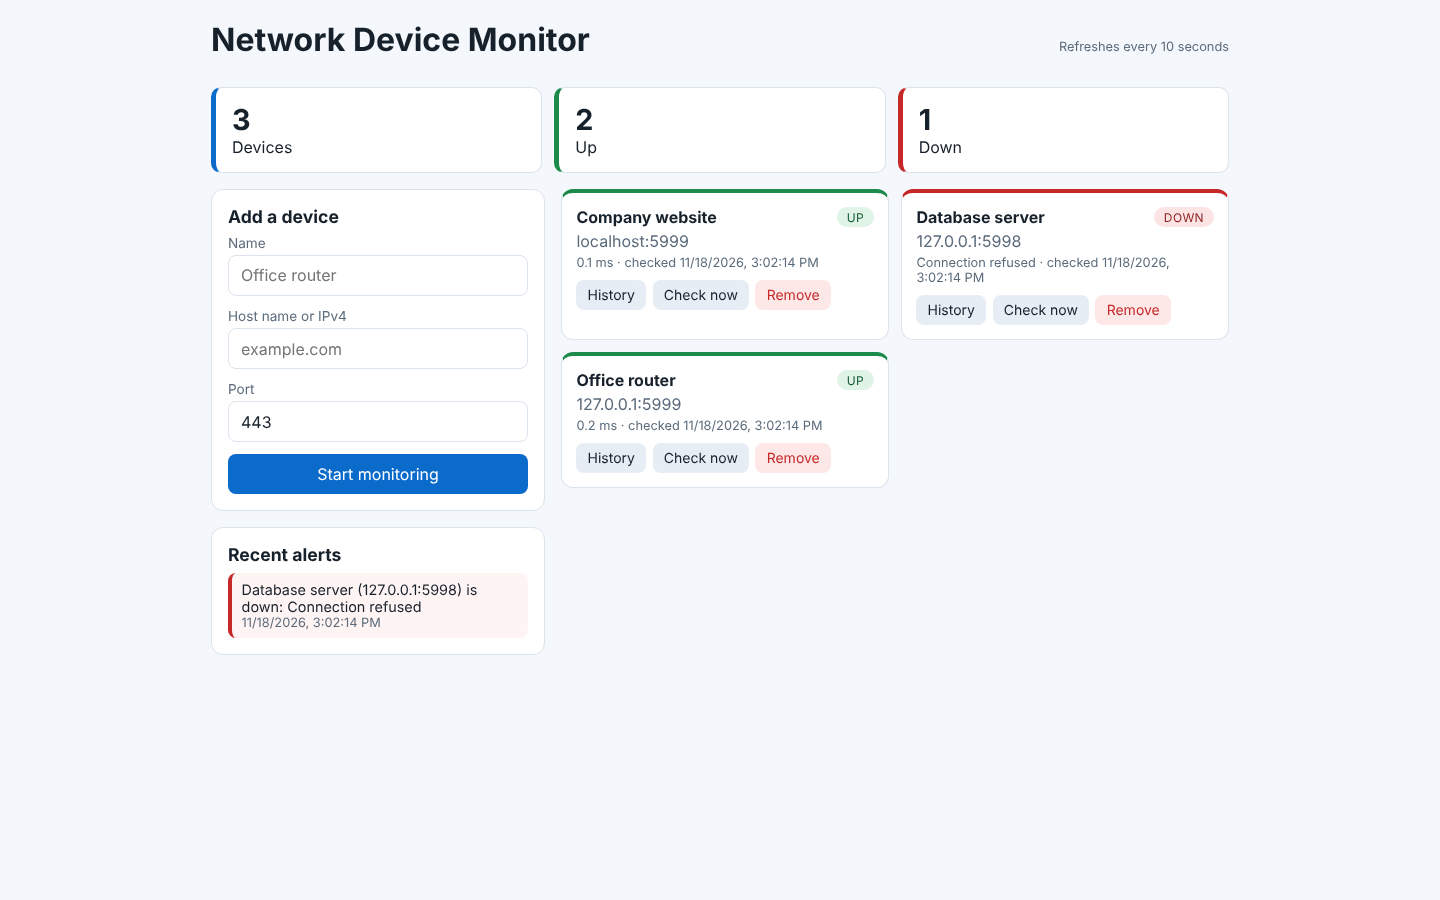 Network Device Monitor
Refreshes every 10 seconds
3
Devices
2
Up
1
Down
Add a device
Name
Office router
Host name or IPv4
example.com
Port
443
Start monitoring
Recent alerts
Database server (127.0.0.1:5998) is
down: Connection refused
11/18/2026, 3:02:14 PM
Company website
UP
localhost:5999
0.1 ms · checked 11/18/2026, 3:02:14 PM
History
Check now
Remove
Database server
DOWN
127.0.0.1:5998
Connection refused · checked 11/18/2026,
3:02:14 PM
History
Check now
Remove
Office router
UP
127.0.0.1:5999
0.2 ms · checked 11/18/2026, 3:02:14 PM
History
Check now
Remove